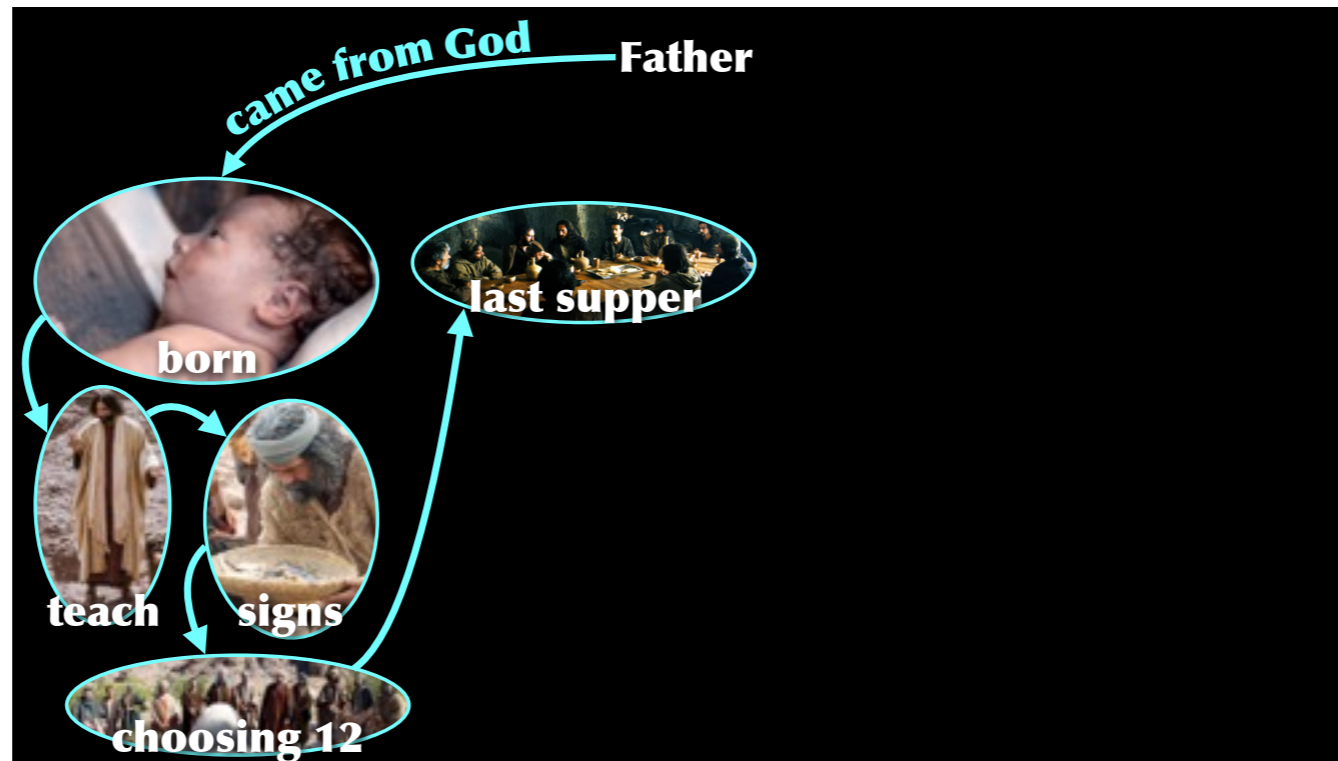 came from God
Father
born
last supper
teach
signs
choosing 12